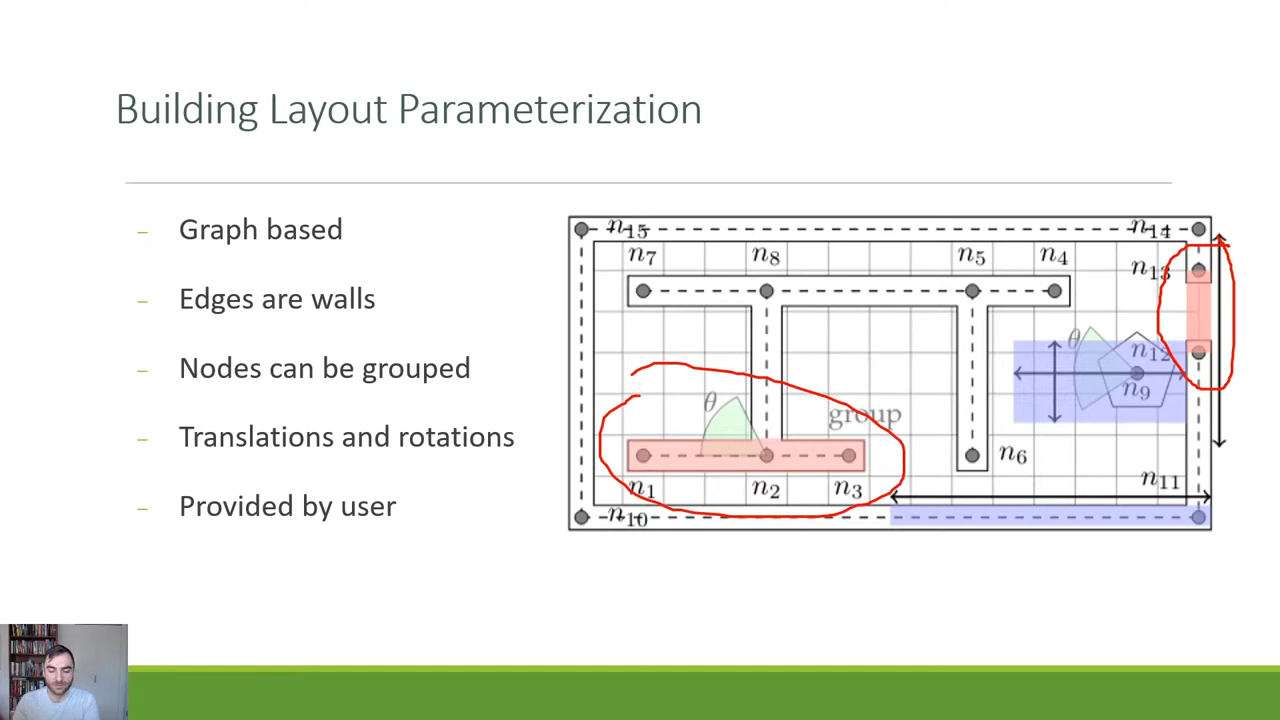 Building Layout Parameterization
– Graph based
– Edges are walls
– Nodes can be grouped
– Translations and rotations
– Provided by user
n15 n14
n7 n8 n5 n4
n13
θ n12
n9
θ group
n6
n1 n2 n3 n11
n10